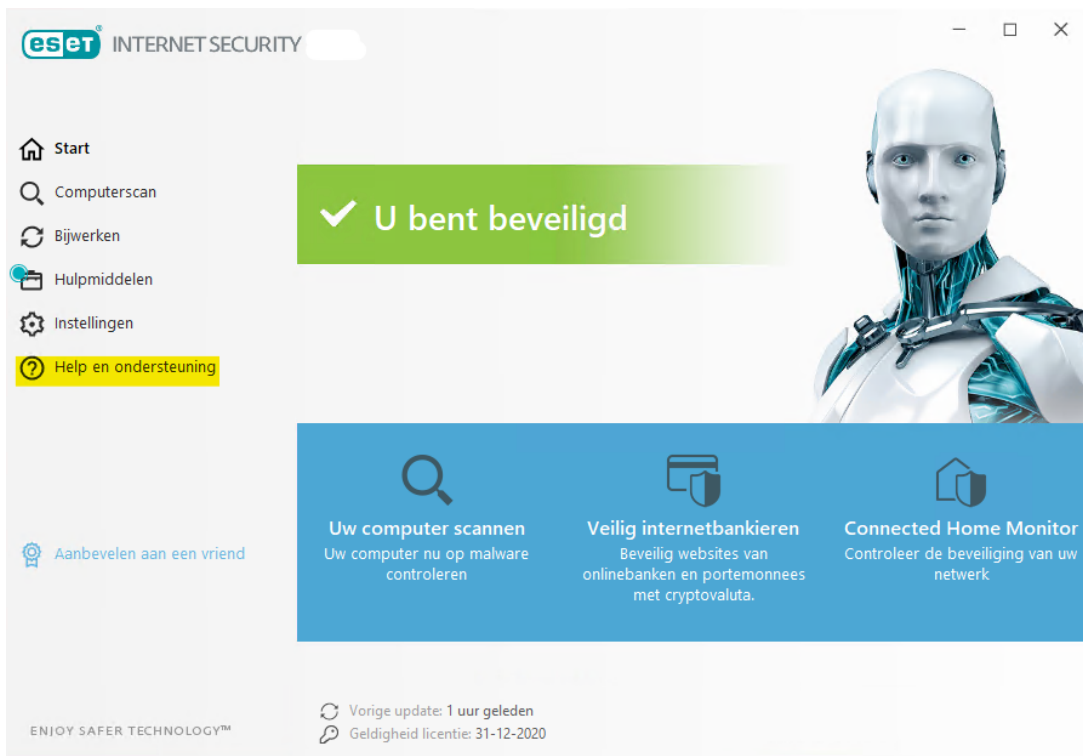 eset® INTERNET SECURITY
Start
Computerscan
Bijwerken
Hulpmiddelen
Instellingen
Help en ondersteuning
Aanbevelen aan een vriend
ENJOY SAFER TECHNOLOGY™
U bent beveiligd
Uw computer scannen
Uw computer nu op malware
controleren
Veilig internetbankieren
Beveilig websites van
onlinebanken en portemonnees
met cryptovaluta.
Connected Home Monitor
Controleer de beveiliging van uw
netwerk
Vorige update: 1 uur geleden
Geldigheid licentie: 31-12-2020